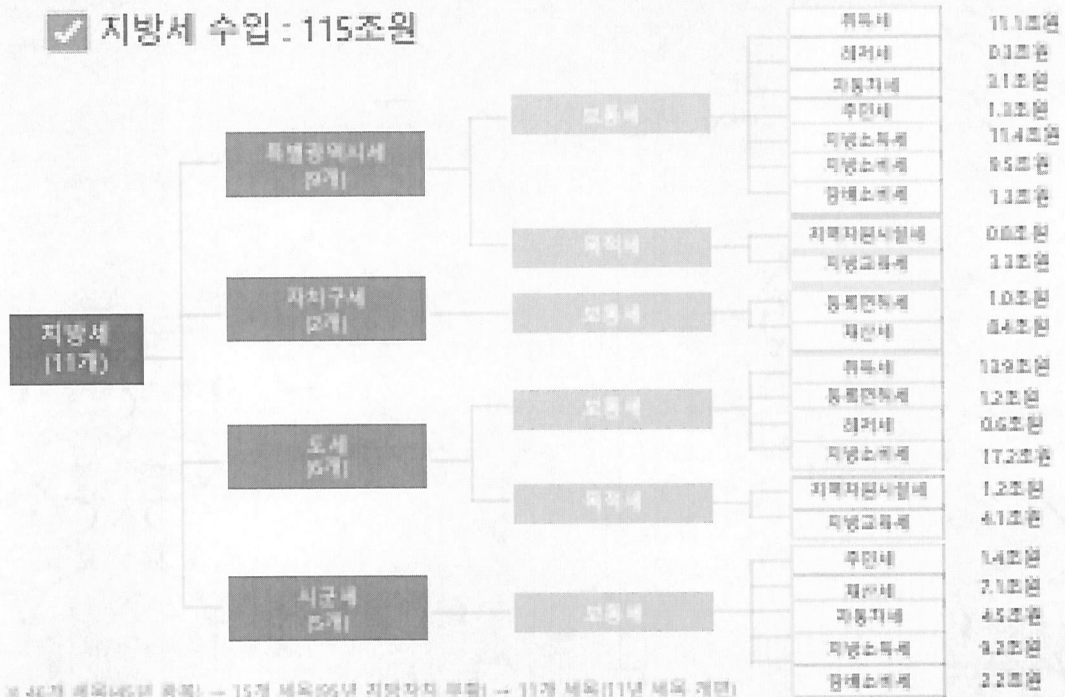 지방세 수입 : 115조원
지방세
(11개)
특별광역시세
(9개)
보통세
취득세 11.1조원
레저세 0.3조원
자동차세 3.1조원
주민세 1.3조원
지방소득세 11.4조원
지방소비세 9.5조원
담배소비세 1.3조원
목적세
지역자원시설세
지방교육세 3.3조원
자치구세
(2개)
보통세
등록면허세 1.0조원
재산세
도세
(6개)
보통세
취득세 13.9조원
등록면허세 1.2조원
레저세 0.6조원
지방소비세 17.2조원
목적세
지역자원시설세 1.2조원
지방교육세 4.1조원
시군세
(5개)
보통세
주민세 1.4조원
재산세 7.1조원
자동차세 4.5조원
지방소득세 9.2조원
담배소비세 2.2조원